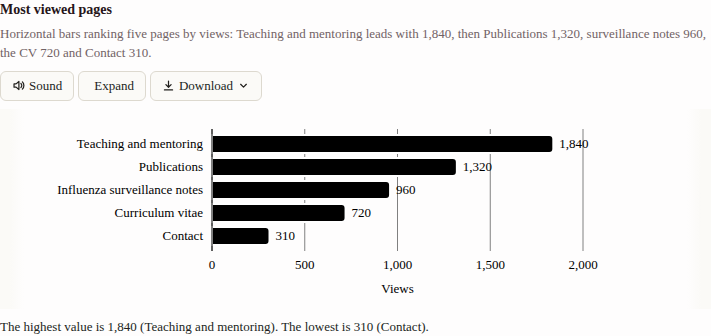 Most viewed pages
Horizontal bars ranking five pages by views: Teaching and mentoring leads with 1,840, then Publications 1,320, surveillance notes 960,
the CV 720 and Contact 310.
Sound Expand Download
Teaching and mentoring 1,840
Publications 1,320
Influenza surveillance notes 960
Curriculum vitae 720
Contact 310
0 500 1,000 1,500 2,000
Views
The highest value is 1,840 (Teaching and mentoring). The lowest is 310 (Contact).